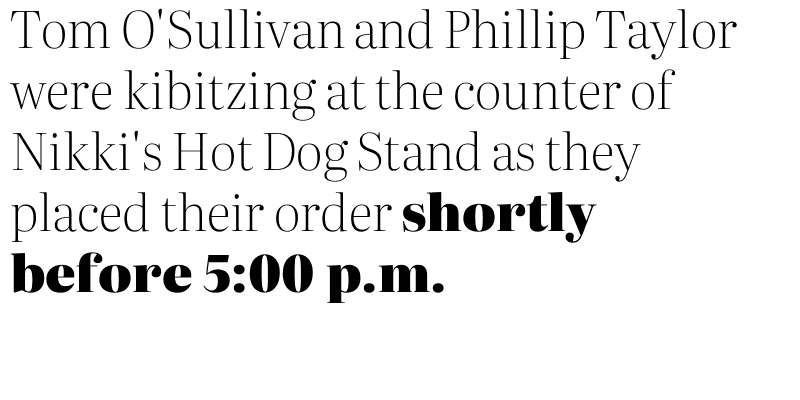 Tom O'Sullivan and Phillip Taylor
were kibitzing at the counter of
Nikki's Hot Dog Stand as they
placed their order shortly
before 5:00 p.m.